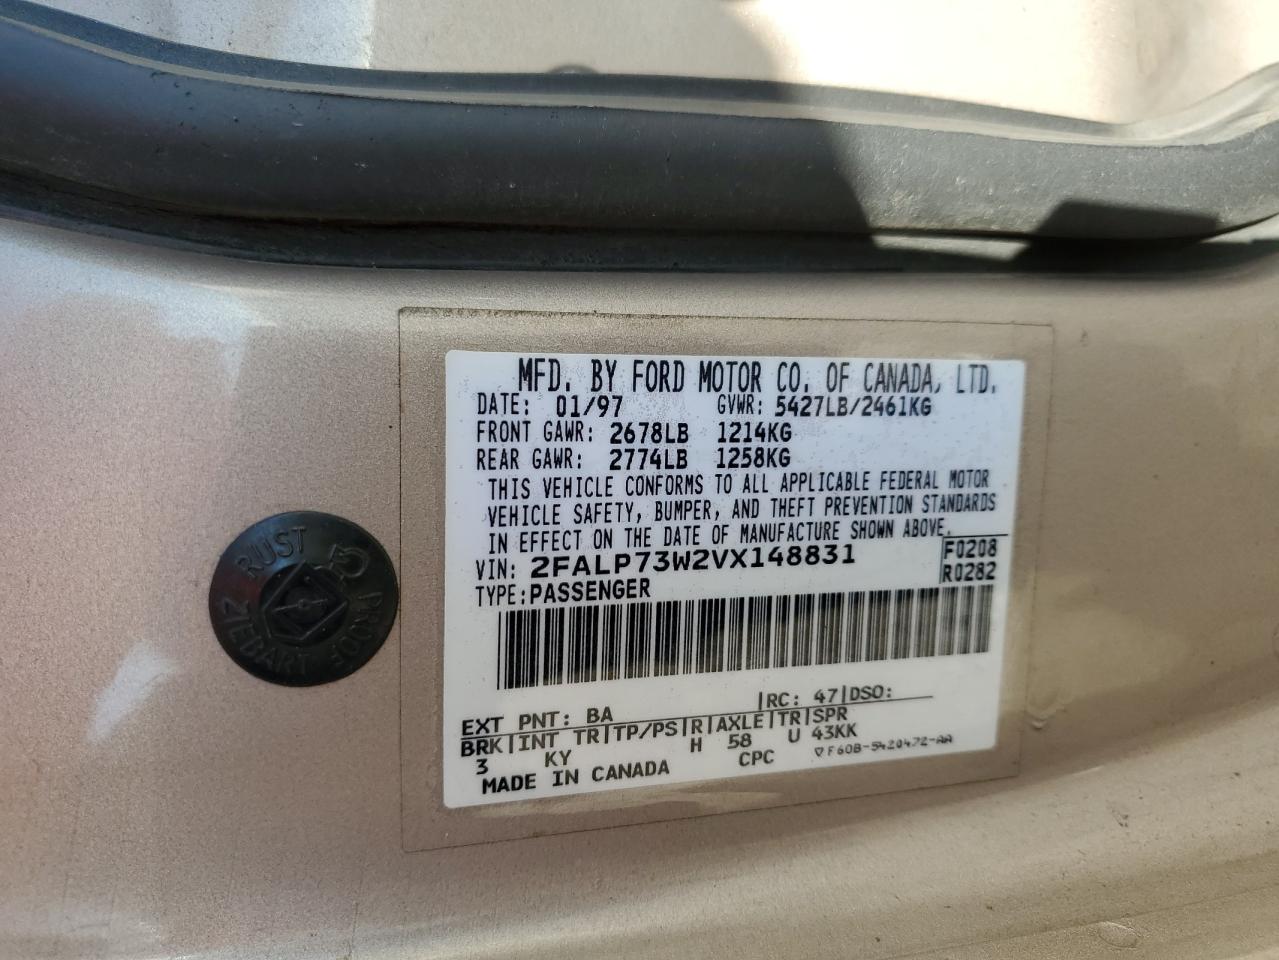 MFD. BY FORD MOTOR CO. OF CANADA, LTD.
DATE: 01/97 GVWR: 5427LB/2461KG
FRONT GAWR: 2678LB 1214KG
REAR GAWR: 2774LB 1258KG
THIS VEHICLE CONFORMS TO ALL APPLICABLE FEDERAL MOTOR
VEHICLE SAFETY, BUMPER, AND THEFT PREVENTION STANDARDS
IN EFFECT ON THE DATE OF MANUFACTURE SHOWN ABOVE.
VIN: 2FALP73W2VX148831 F0208
TYPE: PASSENGER R0282
EXT PNT: BA |RC: 47|DSO:
BRK|INT TR|TP/PS|R|AXLE|TR|SPR
3 KY H 58 U 43KK
MADE IN CANADA CPC ▽F60B-5420472-AA
RUST PROOF
ZIEBART